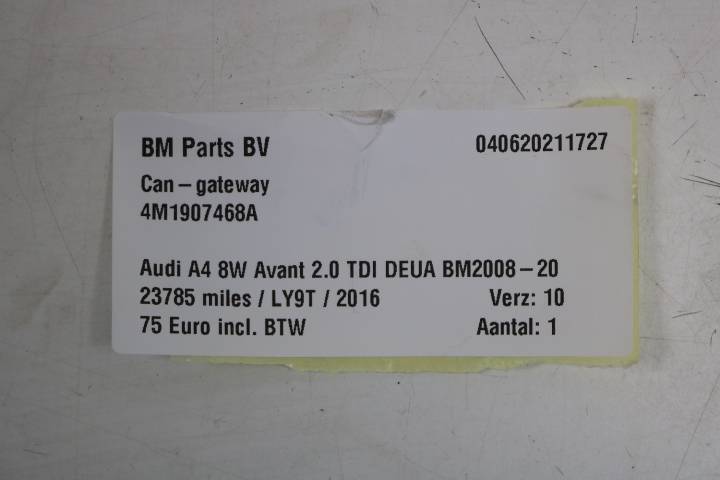 BM Parts BV 040620211727
Can-gateway
4M1907468A
Audi A4 8W Avant 2.0 TDI DEUA BM2008-20
23785 miles / LY9T / 2016 Verz: 10
75 Euro incl. BTW Aantal: 1